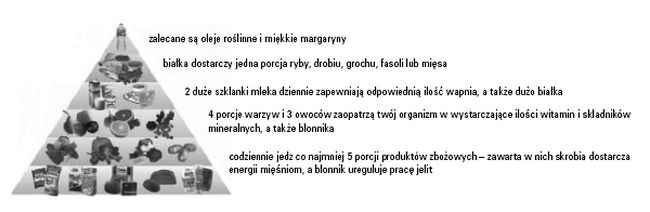 zalecane są oleje roślinne i miękkie margaryny
białka dostarczy jedna porcja ryby, drobiu, grochu, fasoli lub mięsa
2 duże szklanki mleka dziennie zapewniają odpowiednią ilość wapnia, a także dużo białka
4 porcje warzyw i 3 owoców zaopatrzą twój organizm w wystarczające ilości witamin i składników
mineralnych, a także błonnika
codziennie jedz co najmniej 5 porcji produktów zbożowych – zawarta w nich skrobia dostarcza
energii mięśniom, a błonnik ureguluje pracę jelit